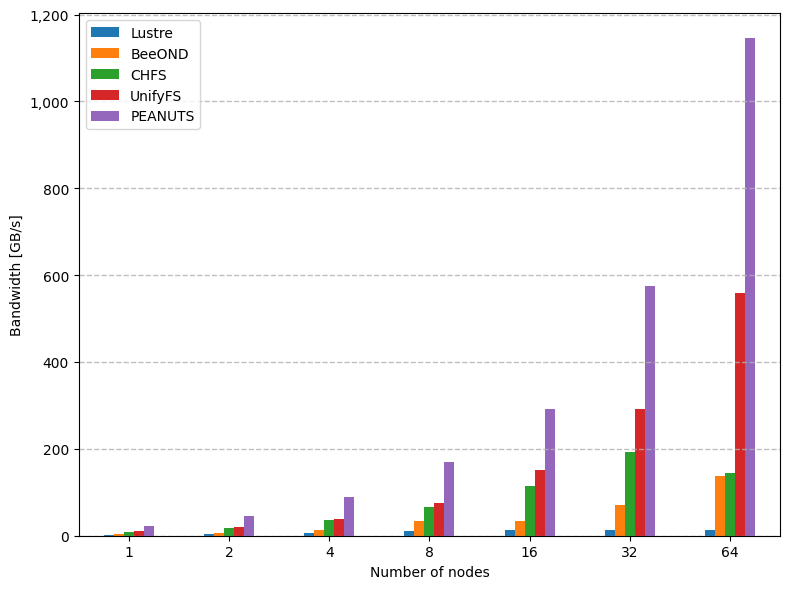 1,200
1,000
800
600
400
200
0
Bandwidth [GB/s]
Lustre
BeeOND
CHFS
UnifyFS
PEANUTS
1 2 4 8 16 32 64
Number of nodes